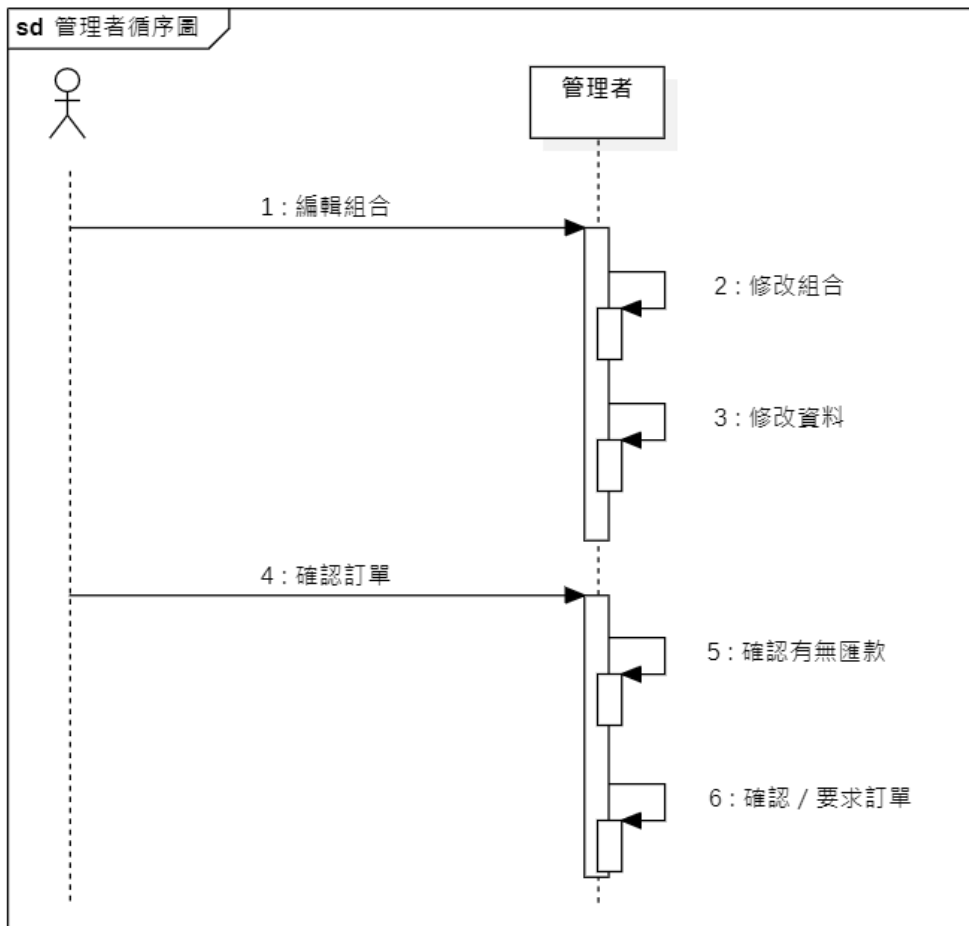 sd 管理者循序圖
管理者
1 : 編輯組合
2 : 修改組合
3 : 修改資料
4 : 確認訂單
5 : 確認有無匯款
6 : 確認 / 要求訂單